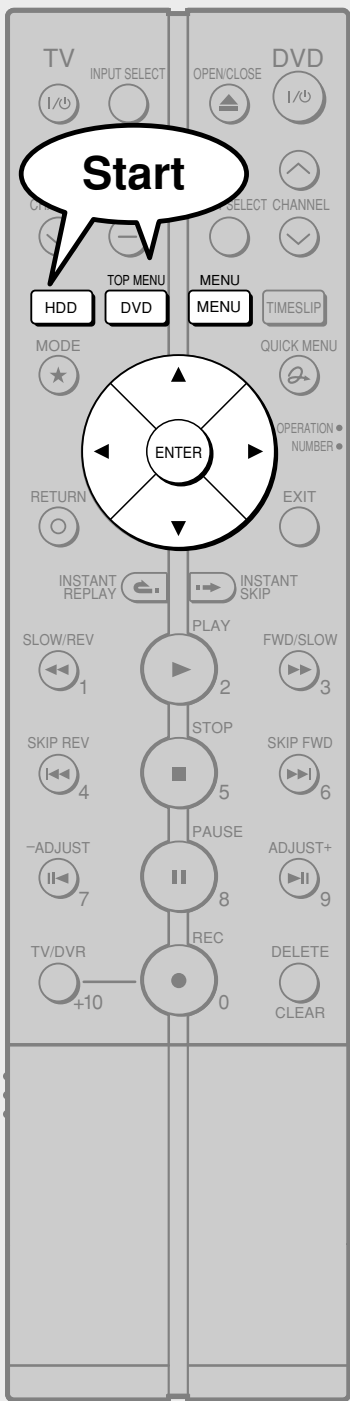 TV
DVD
INPUT SELECT
OPEN/CLOSE
I/
I/
Start
SELECT
CHANNEL
TOP MENU
MENU
HDD
DVD
MENU
TIMESLIP
MODE
QUICK MENU
ENTER
OPERATION
NUMBER
RETURN
EXIT
INSTANT
REPLAY
INSTANT
SKIP
SLOW/REV
PLAY
FWD/SLOW
1
2
3
SKIP REV
STOP
SKIP FWD
4
5
6
−ADJUST
PAUSE
ADJUST+
7
8
9
TV/DVR
REC
DELETE
+10
0
CLEAR